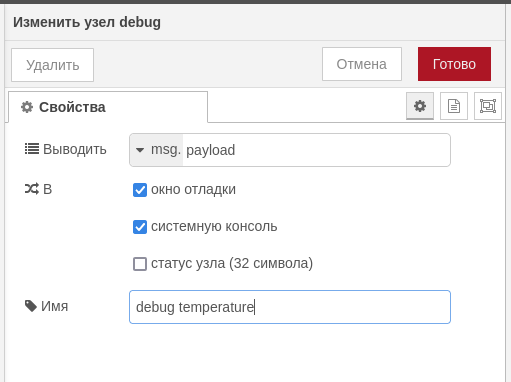 Изменить узел debug
Удалить
Отмена
Готово
Свойства
Выводить
msg. payload
В
окно отладки
системную консоль
статус узла (32 символа)
Имя
debug temperature